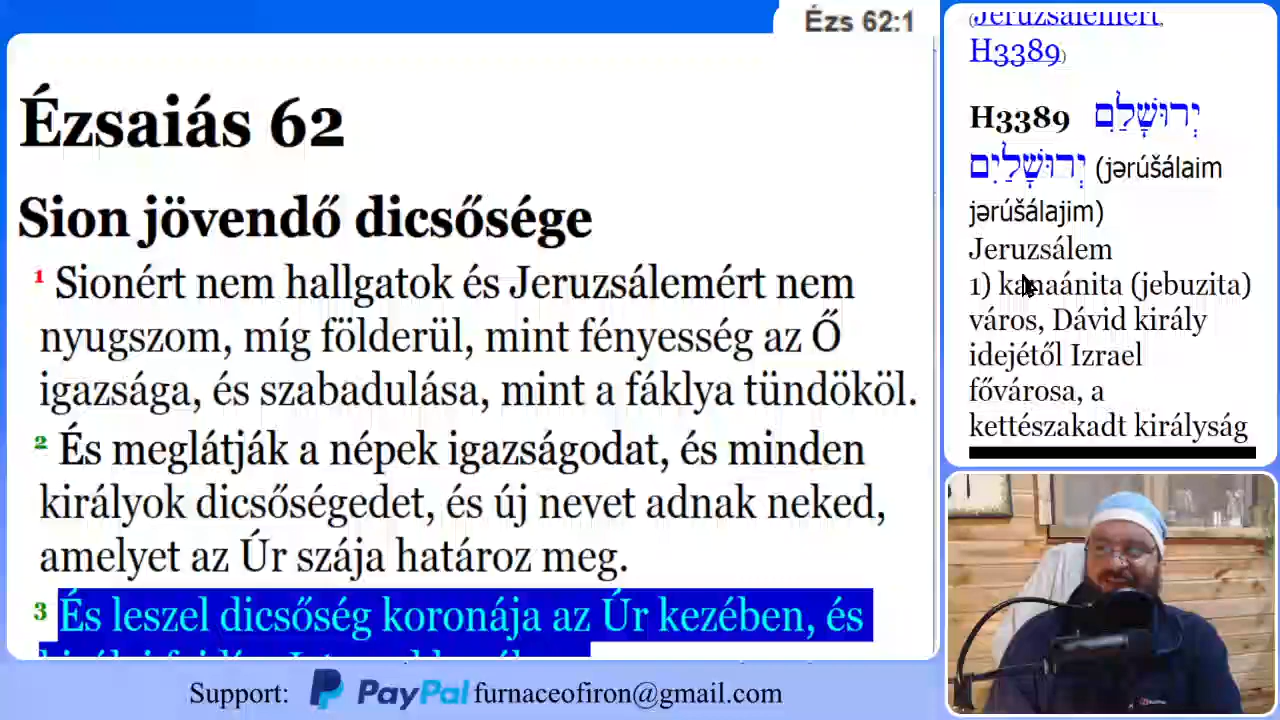 Ézs 62:1
Ézsaiás 62
Sion jövendő dicsősége
1 Sionért nem hallgatok és Jeruzsálemért nem
nyugszom, míg földerül, mint fényesség az Ő
igazsága, és szabadulása, mint a fáklya tündököl.
2 És meglátják a népek igazságodat, és minden
királyok dicsőségedet, és új nevet adnak neked,
amelyet az Úr szája határoz meg.
3 És leszel dicsőség koronája az Úr kezében, és
(Jeruzsálemért,
H3389)
H3389 יְרוּשָׁלַםִ
יְרוּשָׁלַיִם (jərúšálaim
jərúšálajim)
Jeruzsálem
1) kanaánita (jebuzita)
város, Dávid király
idejétől Izrael
fővárosa, a
kettészakadt királyság
Support: PayPal furnaceofiron@gmail.com